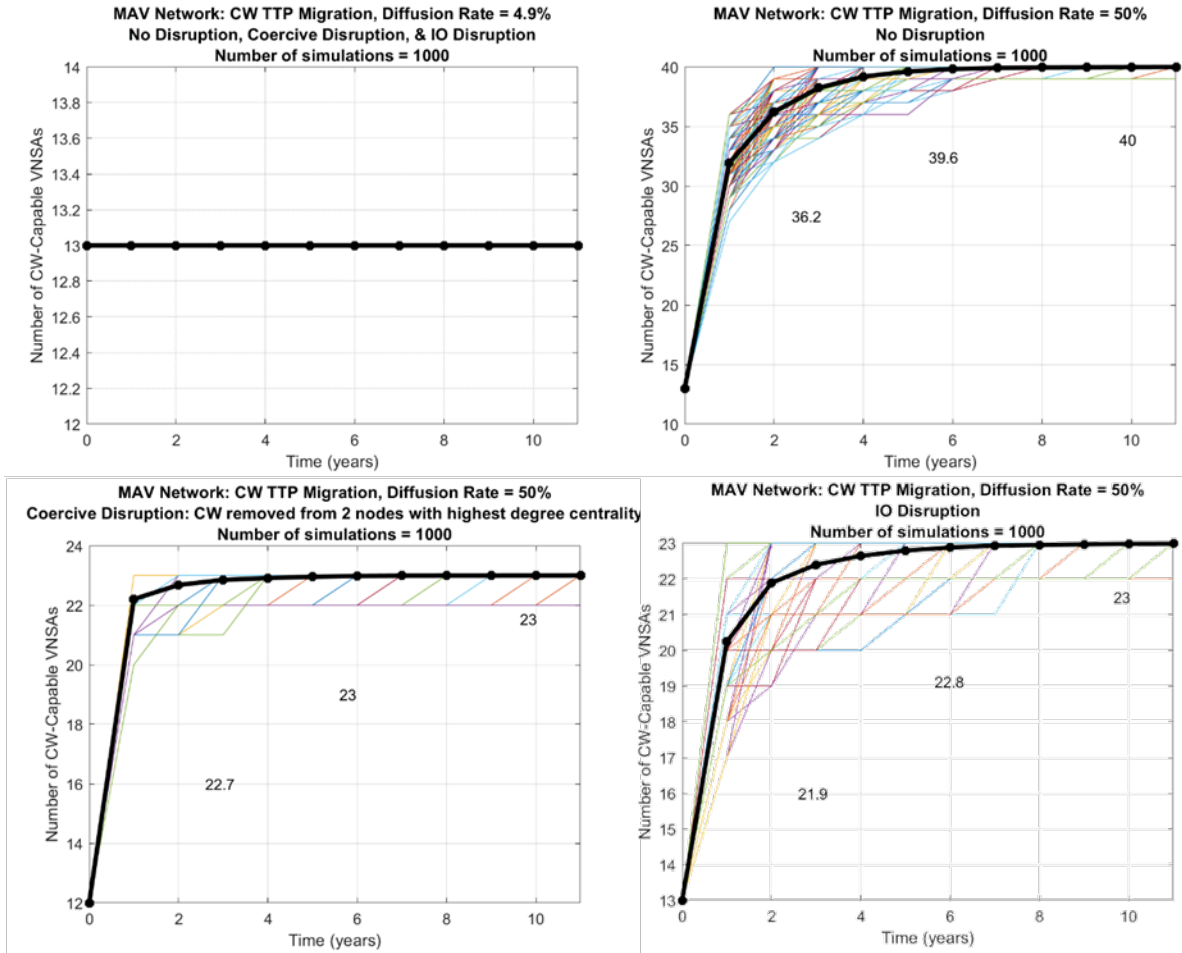 MAV Network: CW TTP Migration, Diffusion Rate = 4.9%
No Disruption, Coercive Disruption, & IO Disruption
Number of simulations = 1000
14
13.8
13.6
13.4
13.2
13
12.8
12.6
12.4
12.2
12
Number of CW-Capable VNSAs
0 2 4 6 8 10
Time (years)
MAV Network: CW TTP Migration, Diffusion Rate = 50%
No Disruption
Number of simulations = 1000
40
35
30
25
20
15
10
Number of CW-Capable VNSAs
36.2
39.6
40
0 2 4 6 8 10
Time (years)
MAV Network: CW TTP Migration, Diffusion Rate = 50%
Coercive Disruption: CW removed from 2 nodes with highest degree centrality
Number of simulations = 1000
24
22
20
18
16
14
12
Number of CW-Capable VNSAs
22.7
23
23
0 2 4 6 8 10
Time (years)
MAV Network: CW TTP Migration, Diffusion Rate = 50%
IO Disruption
Number of simulations = 1000
23
22
21
20
19
18
17
16
15
14
13
Number of CW-Capable VNSAs
21.9
22.8
23
0 2 4 6 8 10
Time (years)